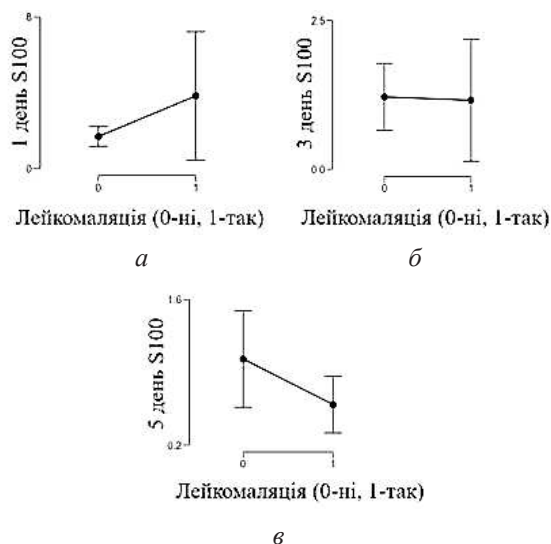 8
1 день S100
0
0
1
Лейкомаляція (0-ні, 1-так)
а
2.5
3 день S100
0.0
0
1
Лейкомаляція (0-ні, 1-так)
б
1.6
5 день S100
0.2
0
1
Лейкомаляція (0-ні, 1-так)
в